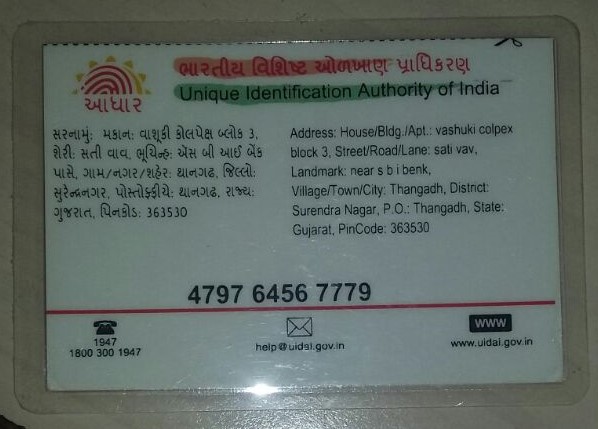 ભારતીય વિશિષ્ટ ઓળખાણ પ્રાધિકરણ
Unique Identification Authority of India
આધાર
સરનામું: મકાન: વાશુકી કોલપેક્ષ બ્લોક 3,
શેરી: સતી વાવ, ભૂચિન્હ: એસ બી આઈ બેંક
પાસે, ગામ/નગર/શહેર: થાનગઢ, જિલ્લો:
સુરેન્દ્રનગર, પોસ્ટોફ્ફીયે: થાનગઢ, રાજ્ય:
ગુજરાત, પિનકોડ: 363530
Address: House/Bldg./Apt.: vashuki colpex
block 3, Street/Road/Lane: sati vav,
Landmark: near s b i benk,
Village/Town/City: Thangadh, District:
Surendra Nagar, P.O.: Thangadh, State:
Gujarat, PinCode: 363530
4797 6456 7779
1947
1800 300 1947
help@uidai.gov.in
WWW
www.uidai.gov.in